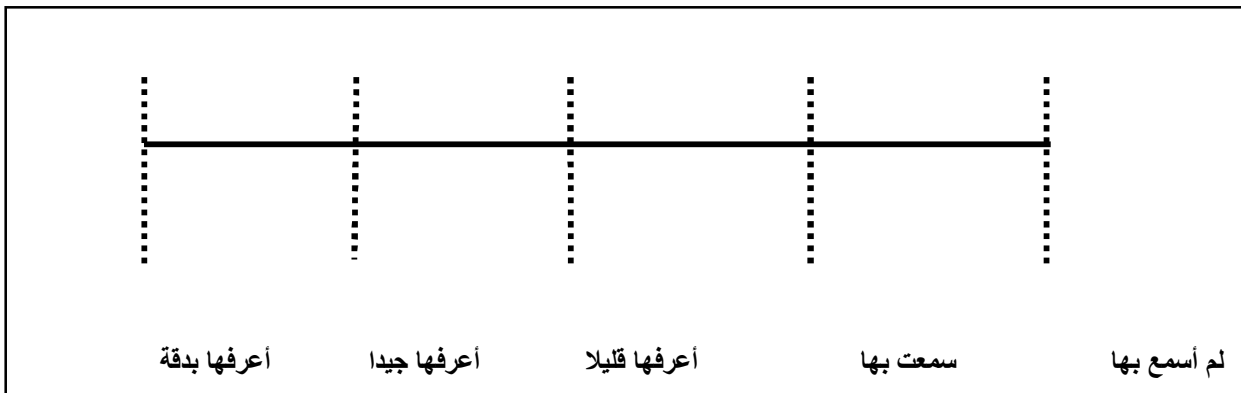 لم أسمع بها سمعت بها أعرفها قليلا أعرفها جيدا أعرفها بدقة